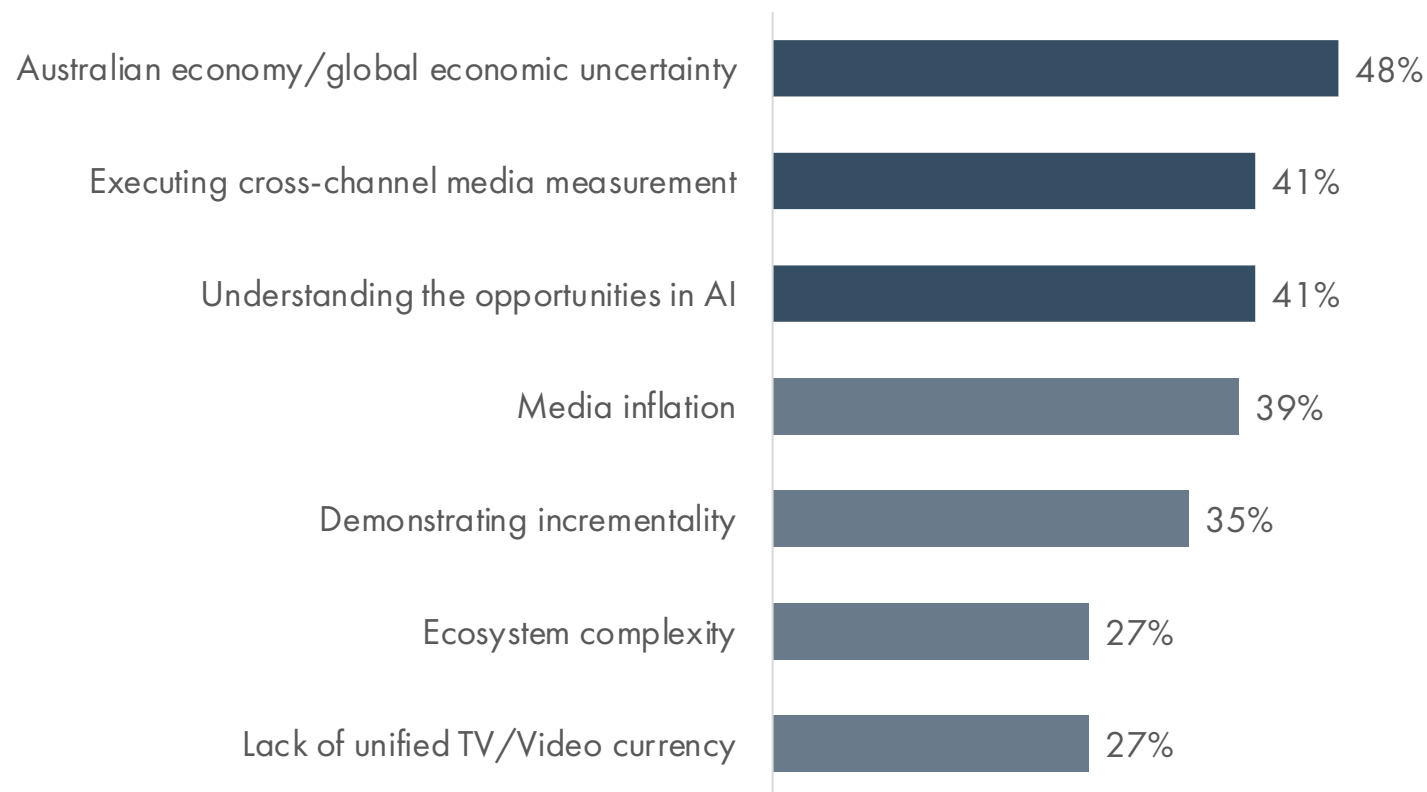 Australian economy/global economic uncertainty 48%
Executing cross-channel media measurement 41%
Understanding the opportunities in AI 41%
Media inflation 39%
Demonstrating incrementality 35%
Ecosystem complexity 27%
Lack of unified TV/Video currency 27%